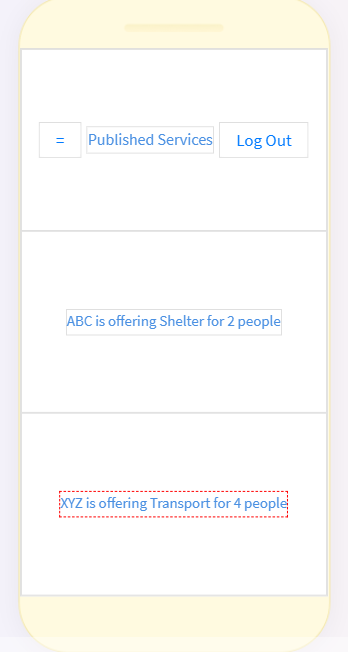 = Published Services Log Out
ABC is offering Shelter for 2 people
XYZ is offering Transport for 4 people